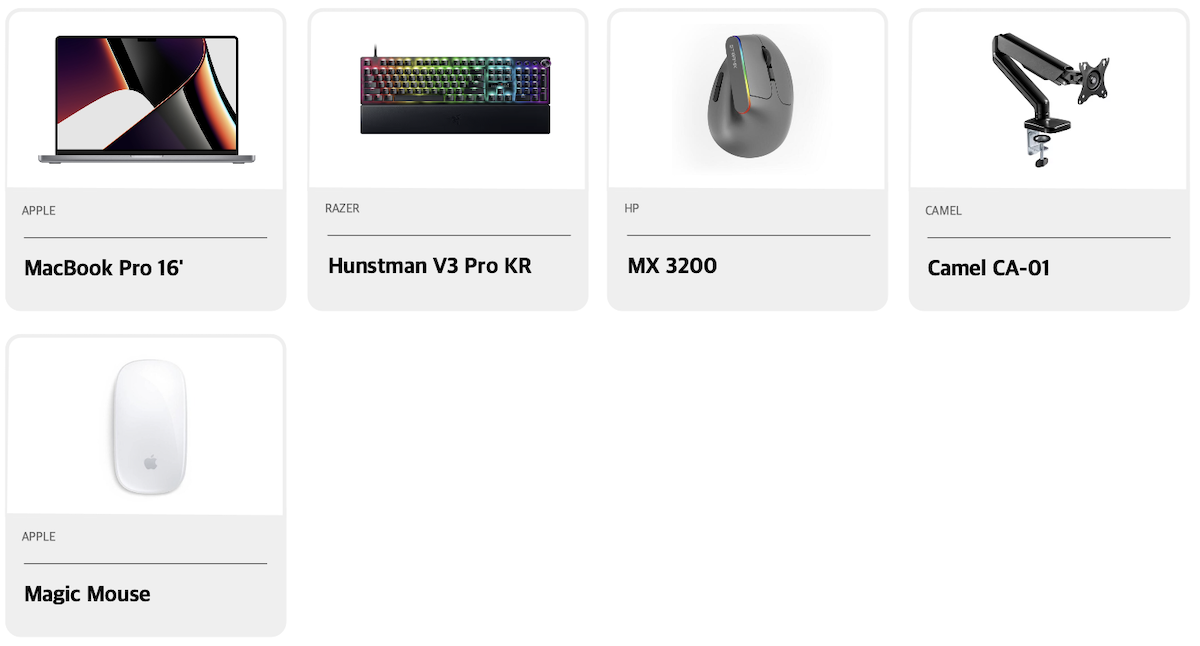 APPLE
MacBook Pro 16'
RAZER
Hunstman V3 Pro KR
HP
MX 3200
CAMEL
Camel CA-01
APPLE
Magic Mouse